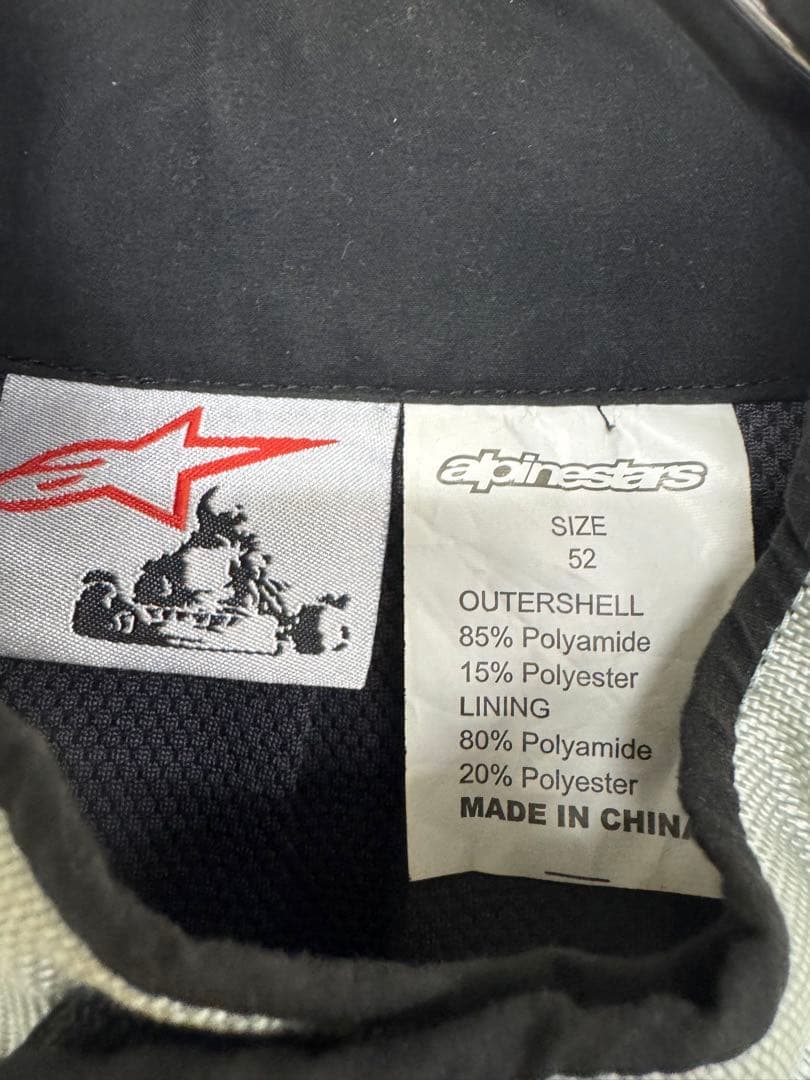 alpinestars
SIZE
52
OUTERSHELL
85% Polyamide
15% Polyester
LINING
80% Polyamide
20% Polyester
MADE IN CHINA